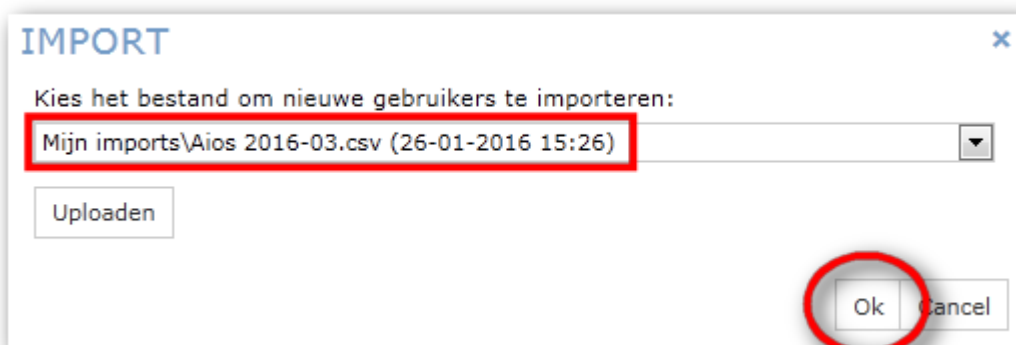 IMPORT
Kies het bestand om nieuwe gebruikers te importeren:
Mijn imports\Aios 2016-03.csv (26-01-2016 15:26)
Uploaden
Ok Cancel